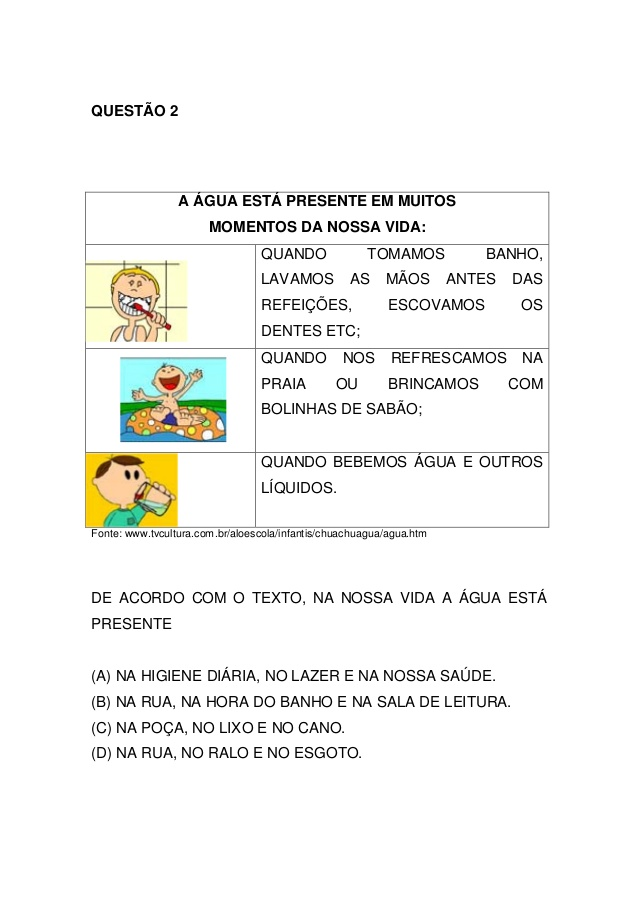 QUESTÃO 2
A ÁGUA ESTÁ PRESENTE EM MUITOS
MOMENTOS DA NOSSA VIDA:
QUANDO TOMAMOS BANHO,
LAVAMOS AS MÃOS ANTES DAS
REFEIÇÕES, ESCOVAMOS OS
DENTES ETC;
QUANDO NOS REFRESCAMOS NA
PRAIA OU BRINCAMOS COM
BOLINHAS DE SABÃO;
QUANDO BEBEMOS ÁGUA E OUTROS
LÍQUIDOS.
Fonte: www.tvcultura.com.br/aloescola/infantis/chuachuagua/agua.htm
DE ACORDO COM O TEXTO, NA NOSSA VIDA A ÁGUA ESTÁ
PRESENTE
(A) NA HIGIENE DIÁRIA, NO LAZER E NA NOSSA SAÚDE.
(B) NA RUA, NA HORA DO BANHO E NA SALA DE LEITURA.
(C) NA POÇA, NO LIXO E NO CANO.
(D) NA RUA, NO RALO E NO ESGOTO.